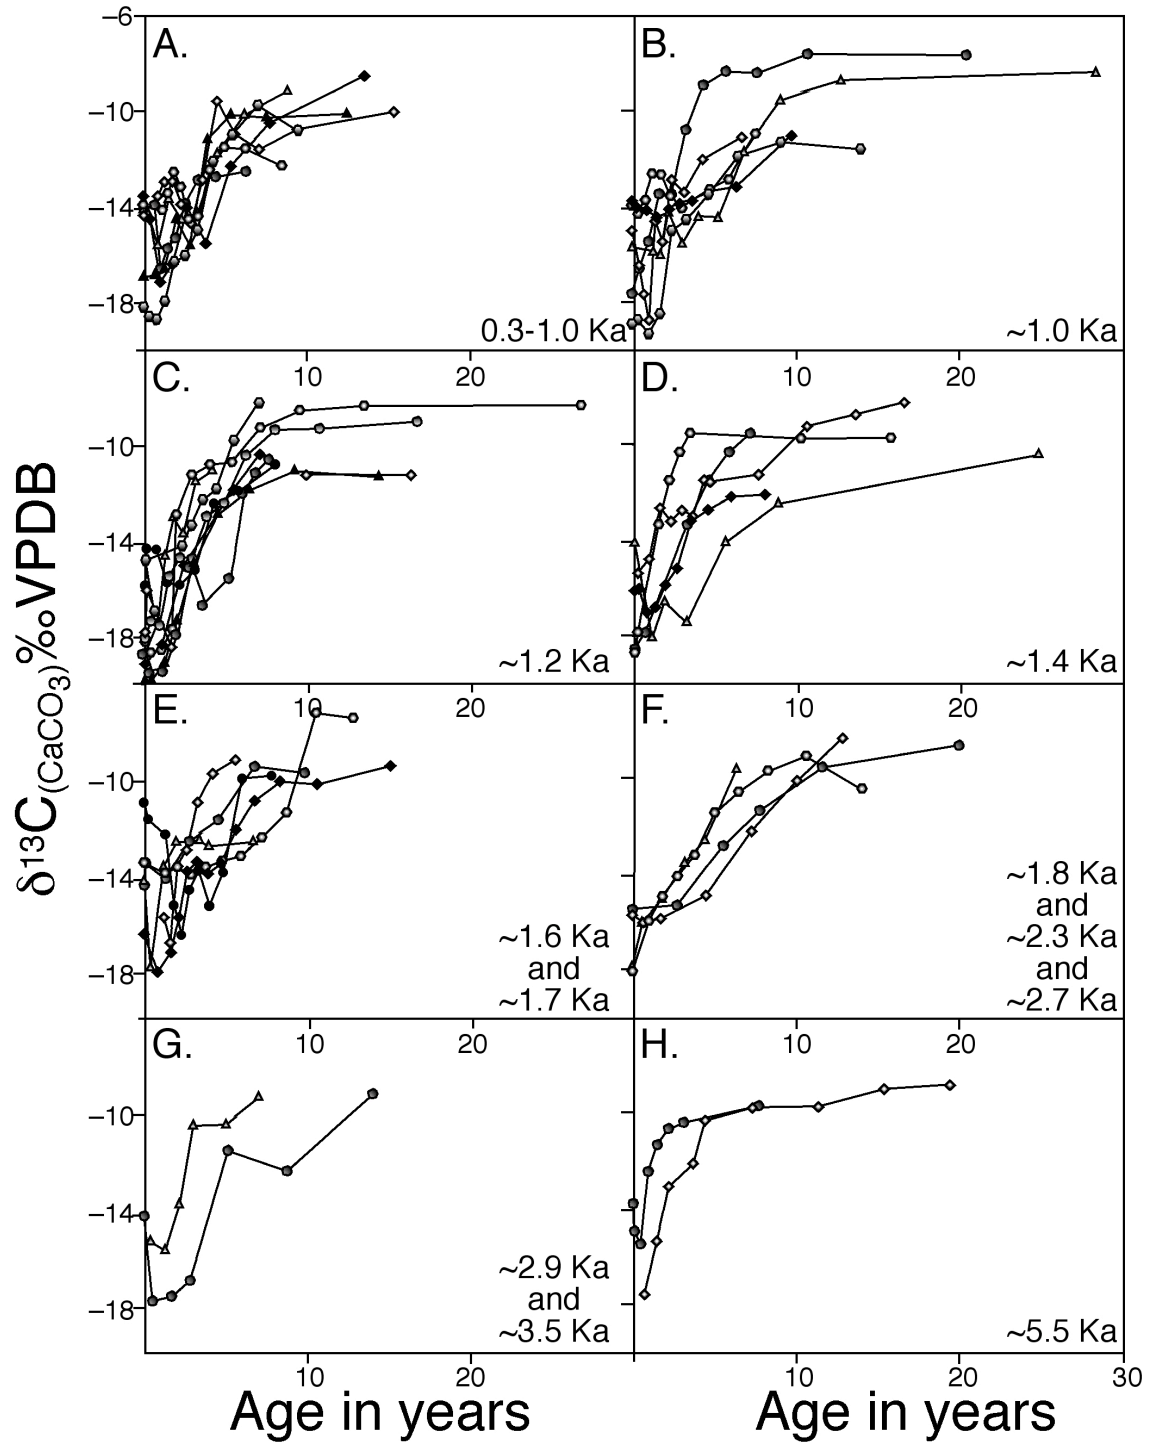 δ13C(CaCO3)‰VPDB
–6
A.
B.
–10
–14
–18
0.3-1.0 Ka
~1.0 Ka
10 20 10 20
C.
D.
–10
–14
–18
~1.2 Ka
~1.4 Ka
10 20 10 20
E.
F.
–10
–14
–18
~1.6 Ka
and
~1.7 Ka
~1.8 Ka
and
~2.3 Ka
and
~2.7 Ka
10 20 10 20
G.
H.
–10
–14
–18
~2.9 Ka
and
~3.5 Ka
~5.5 Ka
10 20 10 20 30
Age in years
Age in years